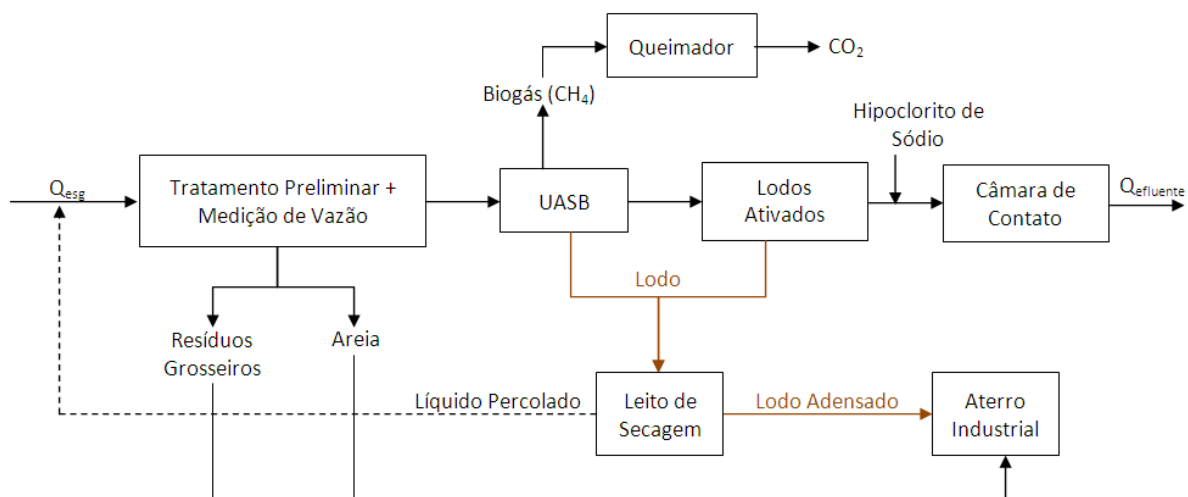 Queimador
CO₂
Biogás (CH₄)
Hipoclorito de
Sódio
Qesg
Tratamento Preliminar +
Medição de Vazão
UASB
Lodos
Ativados
Câmara de
Contato
Qefluente
Lodo
Resíduos
Grosseiros
Areia
Líquido Percolado
Leito de
Secagem
Lodo Adensado
Aterro
Industrial